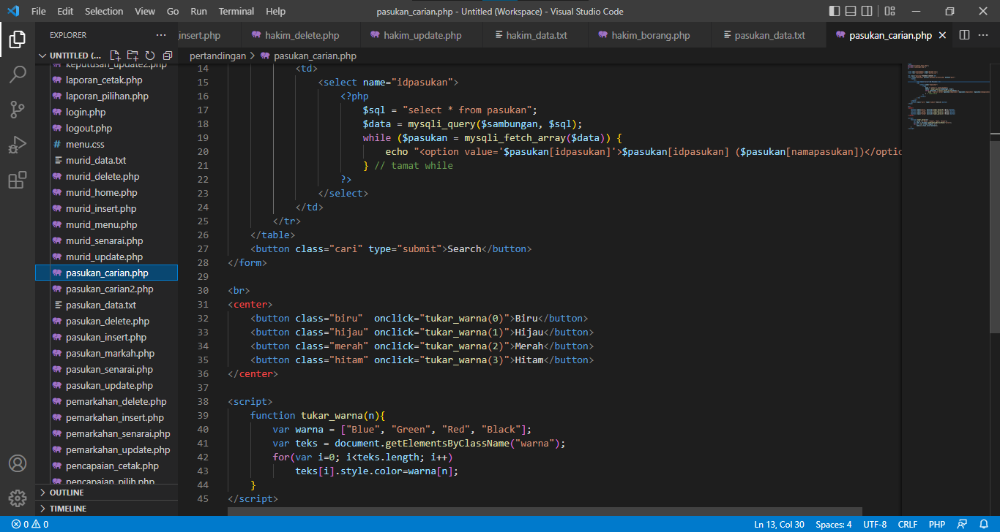 File Edit Selection View Go Run Terminal Help pasukan_carian.php - Untitled (Workspace) - Visual Studio Code
EXPLORER ...
insert.php hakim_delete.php hakim_update.php hakim_data.txt hakim_borang.php pasukan_data.txt pasukan_carian.php
UNTITLED (...
pertandingan > pasukan_carian.php
keputusan_update2.php
laporan_cetak.php
laporan_pilihan.php
login.php
logout.php
menu.css
murid_data.txt
murid_delete.php
murid_home.php
murid_insert.php
murid_menu.php
murid_senarai.php
murid_update.php
pasukan_carian.php
pasukan_carian2.php
pasukan_data.txt
pasukan_delete.php
pasukan_insert.php
pasukan_markah.php
pasukan_senarai.php
pasukan_update.php
pemarkahan_delete.php
pemarkahan_insert.php
pemarkahan_senarai.php
pemarkahan_update.php
pencapaian_cetak.php
pencapaian_pilih.php
OUTLINE
TIMELINE
14 <td>
15 <select name="idpasukan">
16 <?php
17 $sql = "select * from pasukan";
18 $data = mysqli_query($sambungan, $sql);
19 while ($pasukan = mysqli_fetch_array($data)) {
20 echo "<option value='$pasukan[idpasukan]'>$pasukan[idpasukan] ($pasukan[namapasukan])</optio
21 } // tamat while
22 ?>
23 </select>
24 </td>
25 </tr>
26 </table>
27 <button class="cari" type="submit">Search</button>
28 </form>
29
30 <br>
31 <center>
32 <button class="biru"  onclick="tukar_warna(0)">Biru</button>
33 <button class="hijau" onclick="tukar_warna(1)">Hijau</button>
34 <button class="merah" onclick="tukar_warna(2)">Merah</button>
35 <button class="hitam" onclick="tukar_warna(3)">Hitam</button>
36 </center>
37
38 <script>
39 function tukar_warna(n){
40 var warna = ["Blue", "Green", "Red", "Black"];
41 var teks = document.getElementsByClassName("warna");
42 for(var i=0; i<teks.length; i++)
43 teks[i].style.color=warna[n];
44 }
45 </script>
0 0 Ln 13, Col 30 Spaces: 4 UTF-8 CRLF PHP